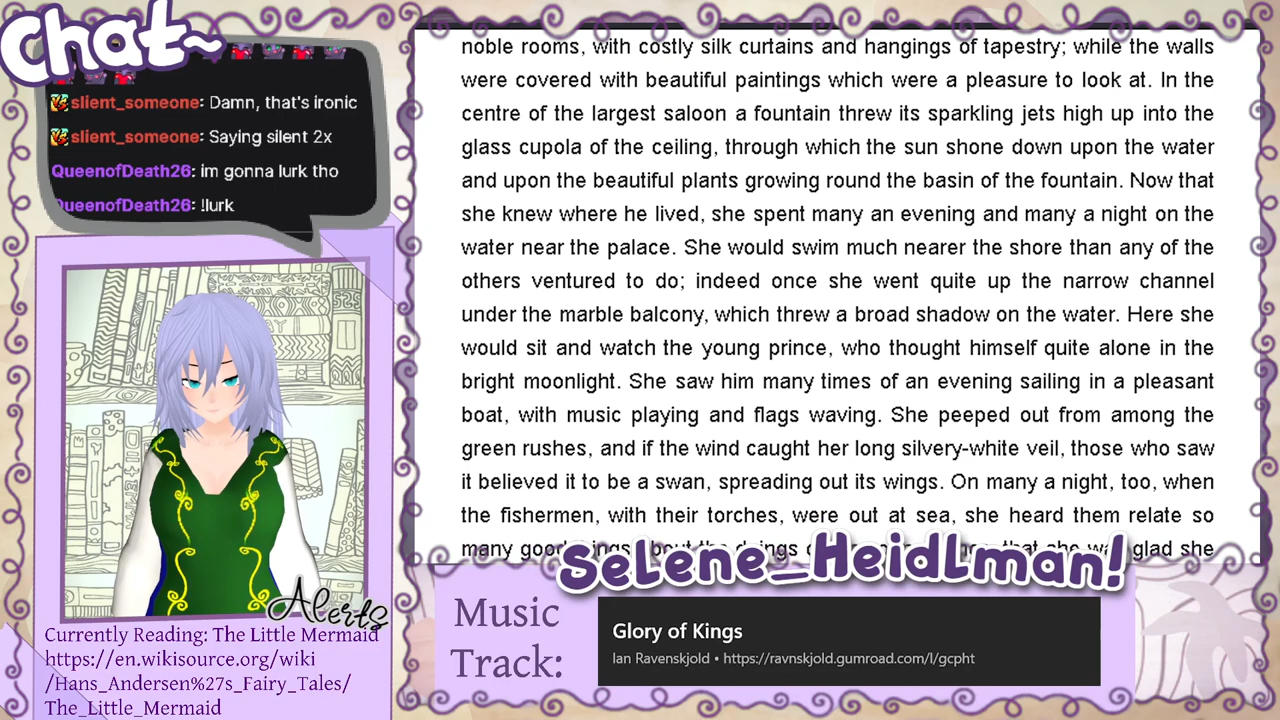 Chat~
slient_someone: Damn, that's ironic
slient_someone: Saying silent 2x
QueenofDeath26: im gonna lurk tho
QueenofDeath26: !lurk
Alerts
Currently Reading: The Little Mermaid
https://en.wikisource.org/wiki
/Hans_Andersen%27s_Fairy_Tales/
The_Little_Mermaid
noble rooms, with costly silk curtains and hangings of tapestry; while the walls
were covered with beautiful paintings which were a pleasure to look at. In the
centre of the largest saloon a fountain threw its sparkling jets high up into the
glass cupola of the ceiling, through which the sun shone down upon the water
and upon the beautiful plants growing round the basin of the fountain. Now that
she knew where he lived, she spent many an evening and many a night on the
water near the palace. She would swim much nearer the shore than any of the
others ventured to do; indeed once she went quite up the narrow channel
under the marble balcony, which threw a broad shadow on the water. Here she
would sit and watch the young prince, who thought himself quite alone in the
bright moonlight. She saw him many times of an evening sailing in a pleasant
boat, with music playing and flags waving. She peeped out from among the
green rushes, and if the wind caught her long silvery-white veil, those who saw
it believed it to be a swan, spreading out its wings. On many a night, too, when
the fishermen, with their torches, were out at sea, she heard them relate so
many good things about the doings that she was glad she
Selene_Heidlman!
Music
Track:
Glory of Kings
Ian Ravenskjold • https://ravnskjold.gumroad.com/l/gcpht